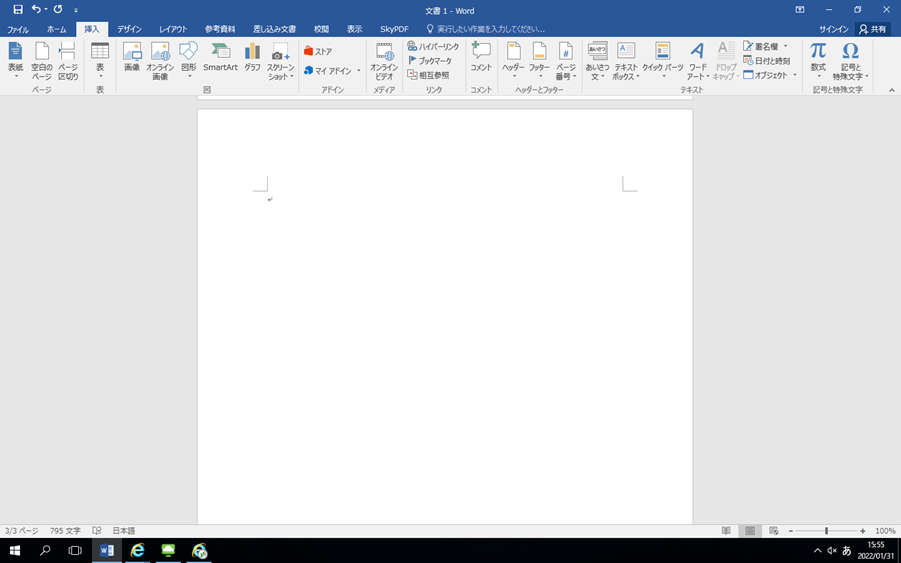 文書 1 - Word
ファイル ホーム 挿入 デザイン レイアウト 参考資料 差し込み文書 校閲 表示 SkyPDF 実行したい作業を入力してください... サインイン 共有
表紙 空白のページ ページ区切り 表 画像 オンライン画像 図形 SmartArt グラフ スクリーンショット ストア マイ アドイン オンラインビデオ ハイパーリンク ブックマーク 相互参照 コメント ヘッダー フッター ページ番号 あいさつ文 テキストボックス クイック パーツ ワードアート ドロップキャップ 署名欄 日付と時刻 オブジェクト 数式 記号と特殊文字
ページ 表 図 アドイン メディア リンク コメント ヘッダーとフッター テキスト 記号と特殊文字
3/3 ページ 795 文字 日本語 100%
あ 15:55
2022/01/31